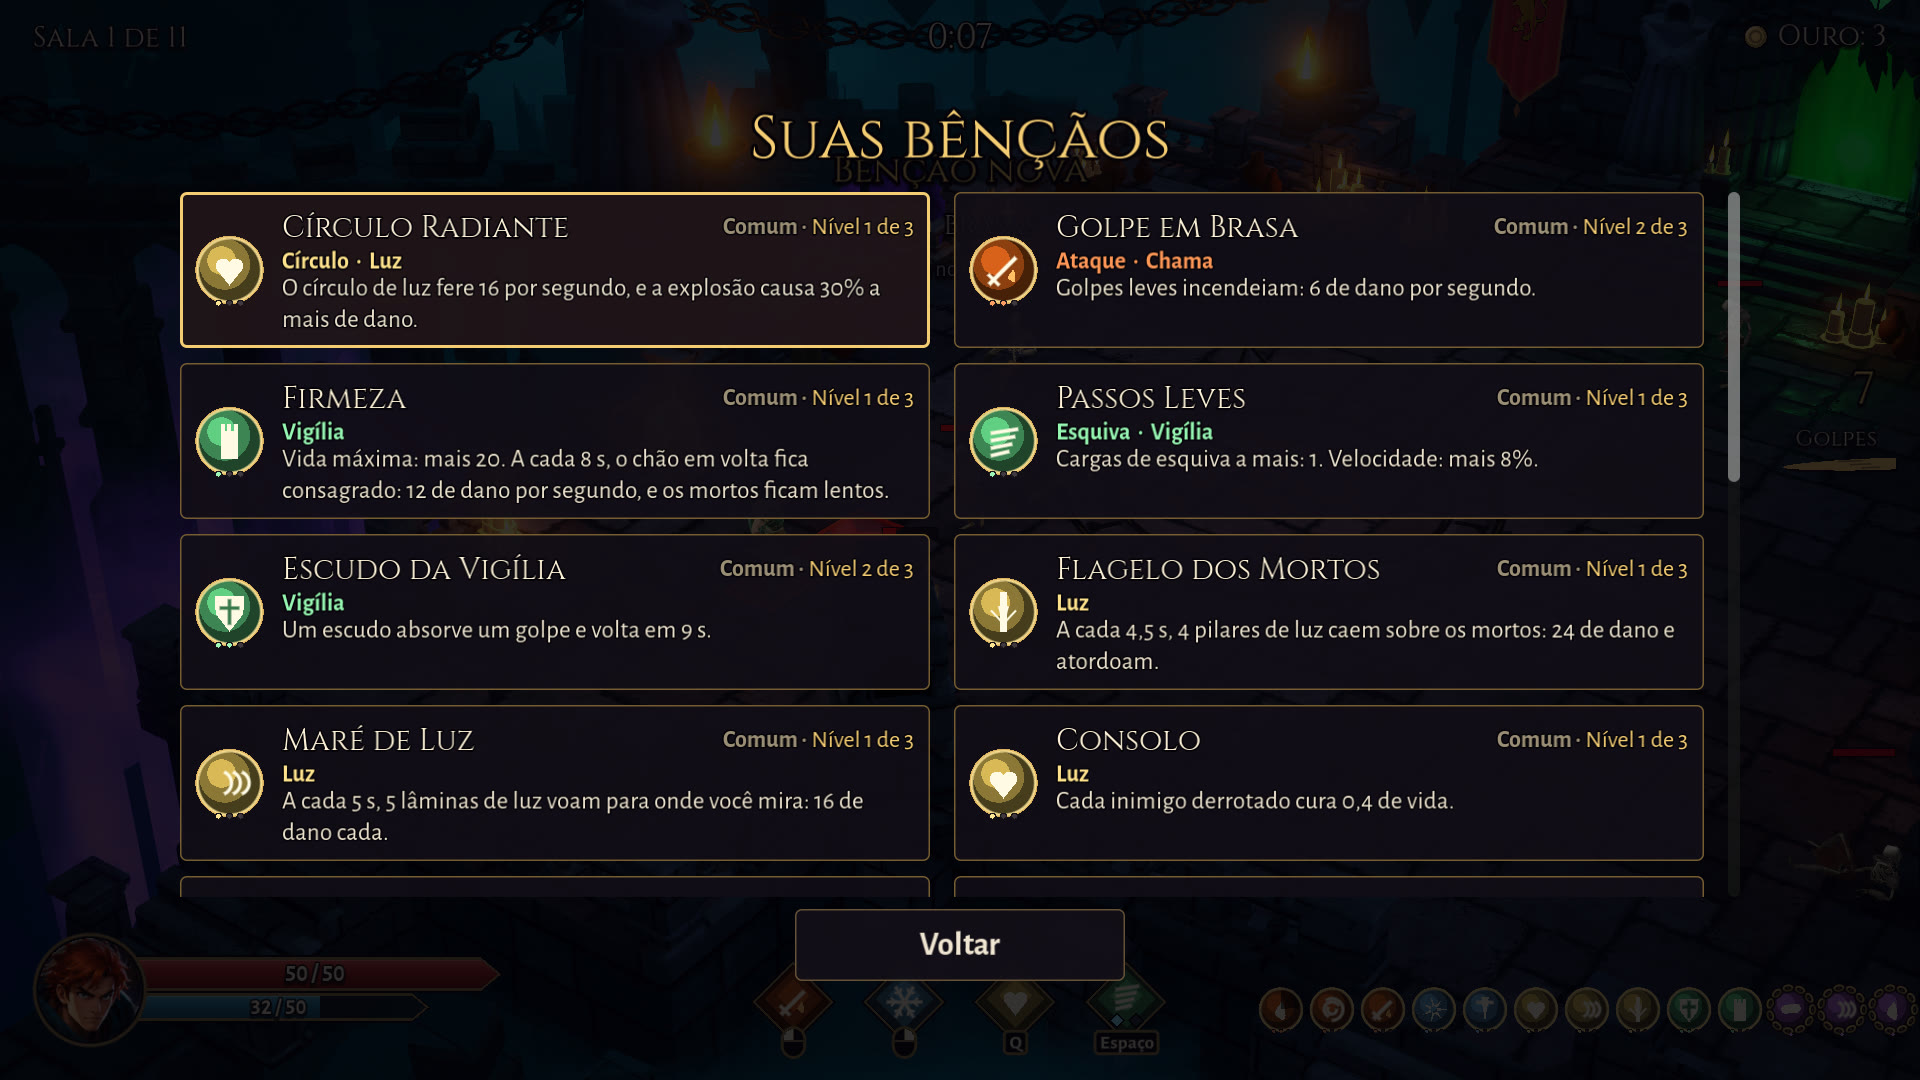 Sala 1 de 11
0:07
Ouro: 3
Suas bênçãos
Bênção nova
Círculo Radiante
Comum · Nível 1 de 3
Círculo · Luz
O círculo de luz fere 16 por segundo, e a explosão causa 30% a
mais de dano.
Golpe em Brasa
Comum · Nível 2 de 3
Ataque · Chama
Golpes leves incendeiam: 6 de dano por segundo.
Firmeza
Comum · Nível 1 de 3
Vigília
Vida máxima: mais 20. A cada 8 s, o chão em volta fica
consagrado: 12 de dano por segundo, e os mortos ficam lentos.
Passos Leves
Comum · Nível 1 de 3
Esquiva · Vigília
Cargas de esquiva a mais: 1. Velocidade: mais 8%.
7
Golpes
Escudo da Vigília
Comum · Nível 2 de 3
Vigília
Um escudo absorve um golpe e volta em 9 s.
Flagelo dos Mortos
Comum · Nível 1 de 3
Luz
A cada 4,5 s, 4 pilares de luz caem sobre os mortos: 24 de dano e
atordoam.
Maré de Luz
Comum · Nível 1 de 3
Luz
A cada 5 s, 5 lâminas de luz voam para onde você mira: 16 de
dano cada.
Consolo
Comum · Nível 1 de 3
Luz
Cada inimigo derrotado cura 0,4 de vida.
Voltar
50/50
32/50
Q
Espaço